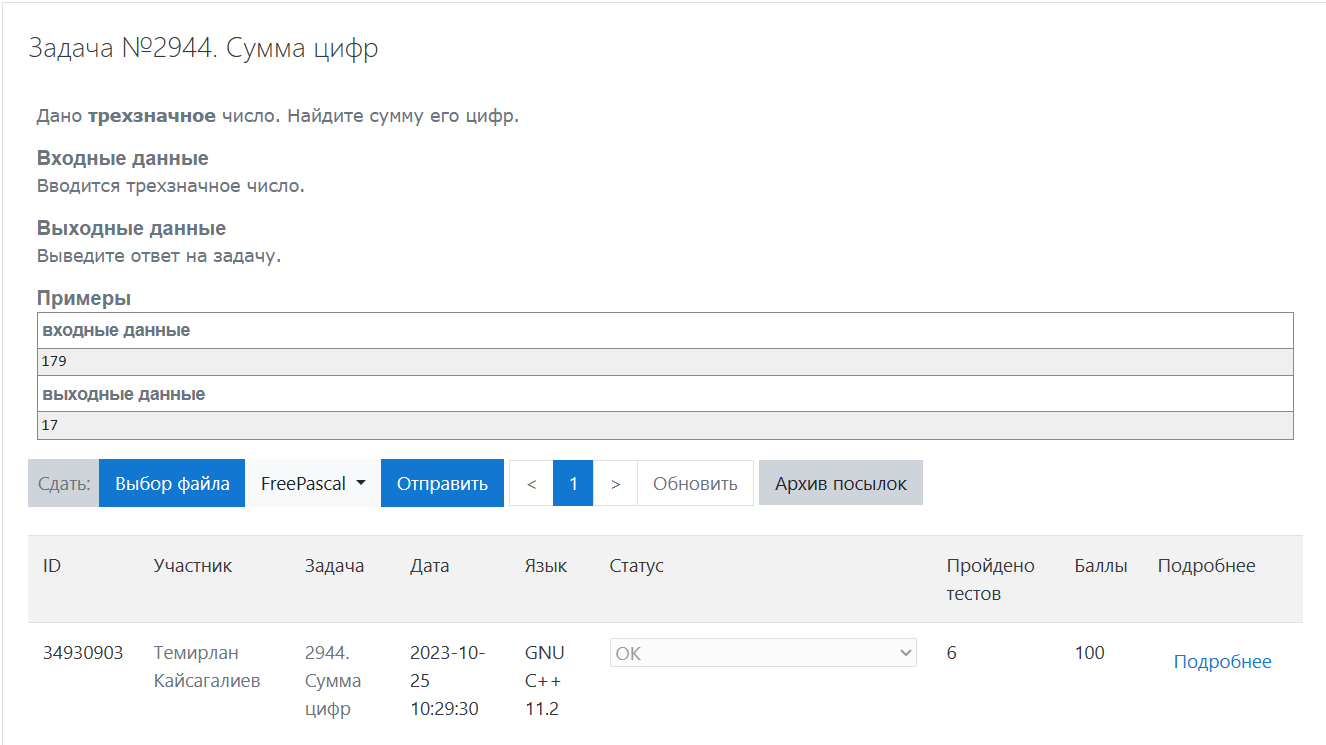 Задача №2944. Сумма цифр
Дано трехзначное число. Найдите сумму его цифр.
Входные данные
Вводится трехзначное число.
Выходные данные
Выведите ответ на задачу.
Примеры
входные данные
179
выходные данные
17
Сдать: Выбор файла FreePascal Отправить < 1 > Обновить Архив посылок
ID Участник Задача Дата Язык Статус Пройдено Баллы Подробнее
тестов
34930903 Темирлан 2944. 2023-10- GNU OK 6 100 Подробнее
Кайсагалиев Сумма 25 C++
цифр 10:29:30 11.2